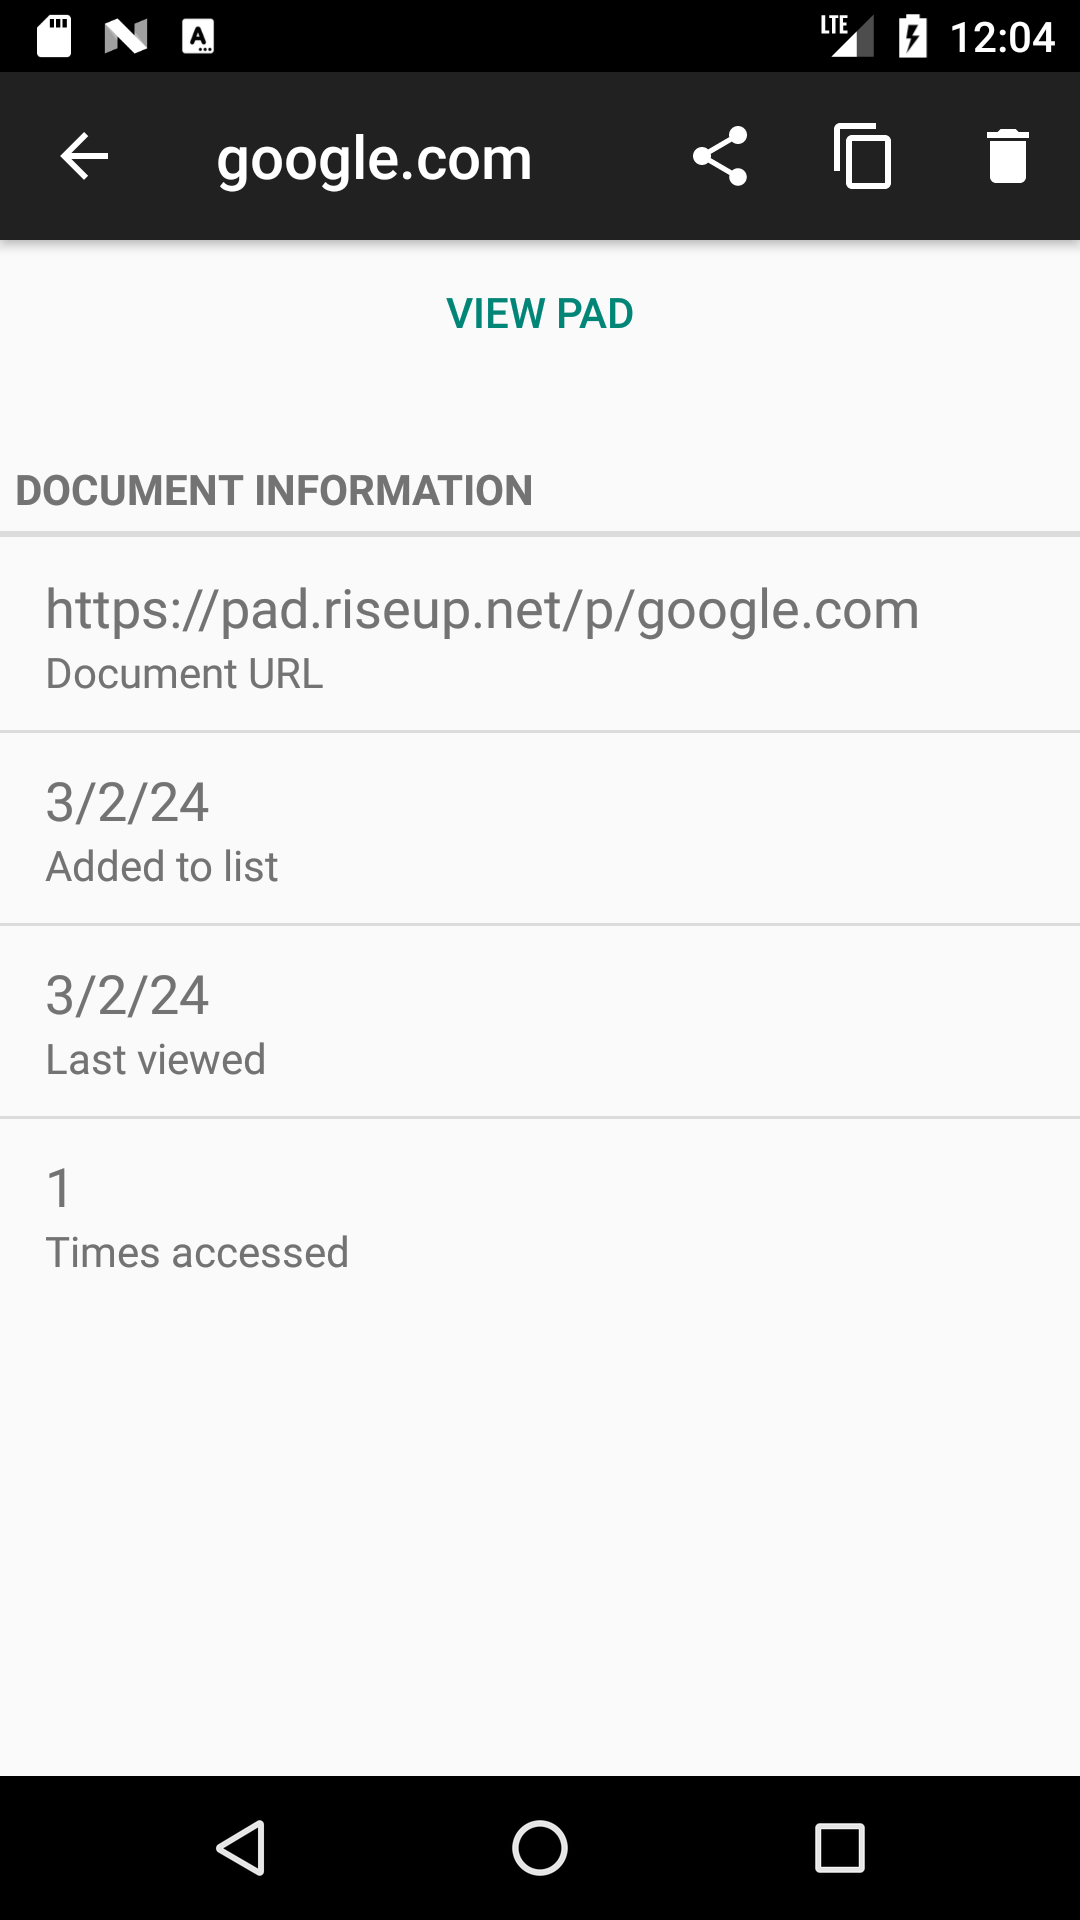 LTE 12:04
google.com
VIEW PAD
DOCUMENT INFORMATION
https://pad.riseup.net/p/google.com
Document URL
3/2/24
Added to list
3/2/24
Last viewed
1
Times accessed